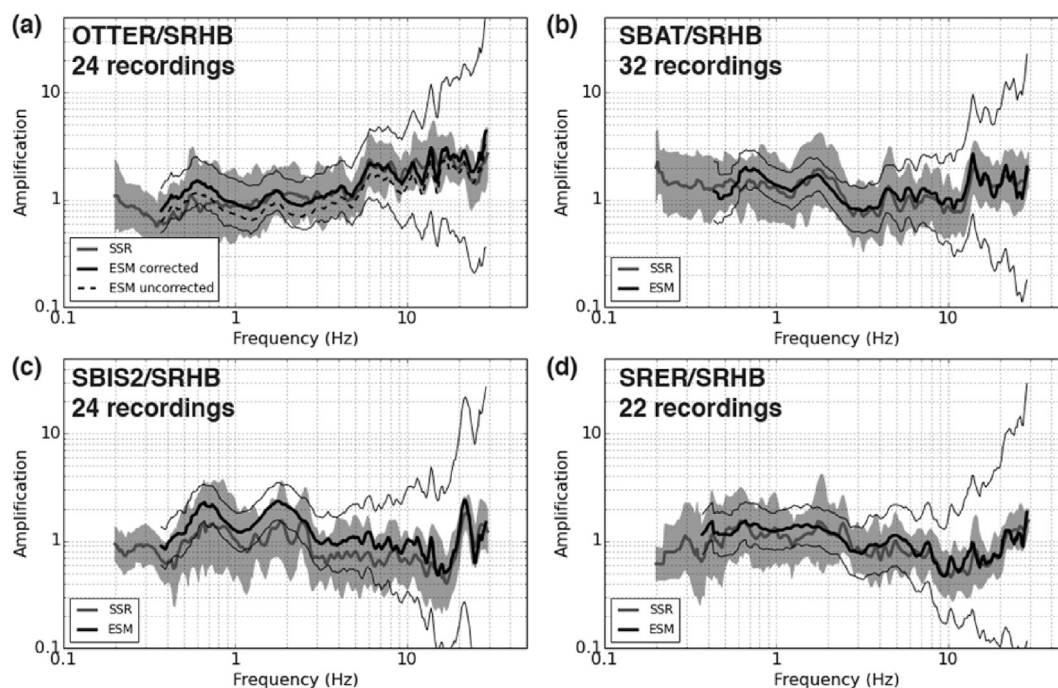 (a)
OTTER/SRHB
24 recordings
10
1
0.1
Amplification
SSR
ESM corrected
ESM uncorrected
0.1
1
10
Frequency (Hz)
(b)
SBAT/SRHB
32 recordings
10
1
0.1
Amplification
SSR
ESM
0.1
1
10
Frequency (Hz)
(c)
SBIS2/SRHB
24 recordings
10
1
0.1
Amplification
SSR
ESM
0.1
1
10
Frequency (Hz)
(d)
SRER/SRHB
22 recordings
10
1
0.1
Amplification
SSR
ESM
0.1
1
10
Frequency (Hz)